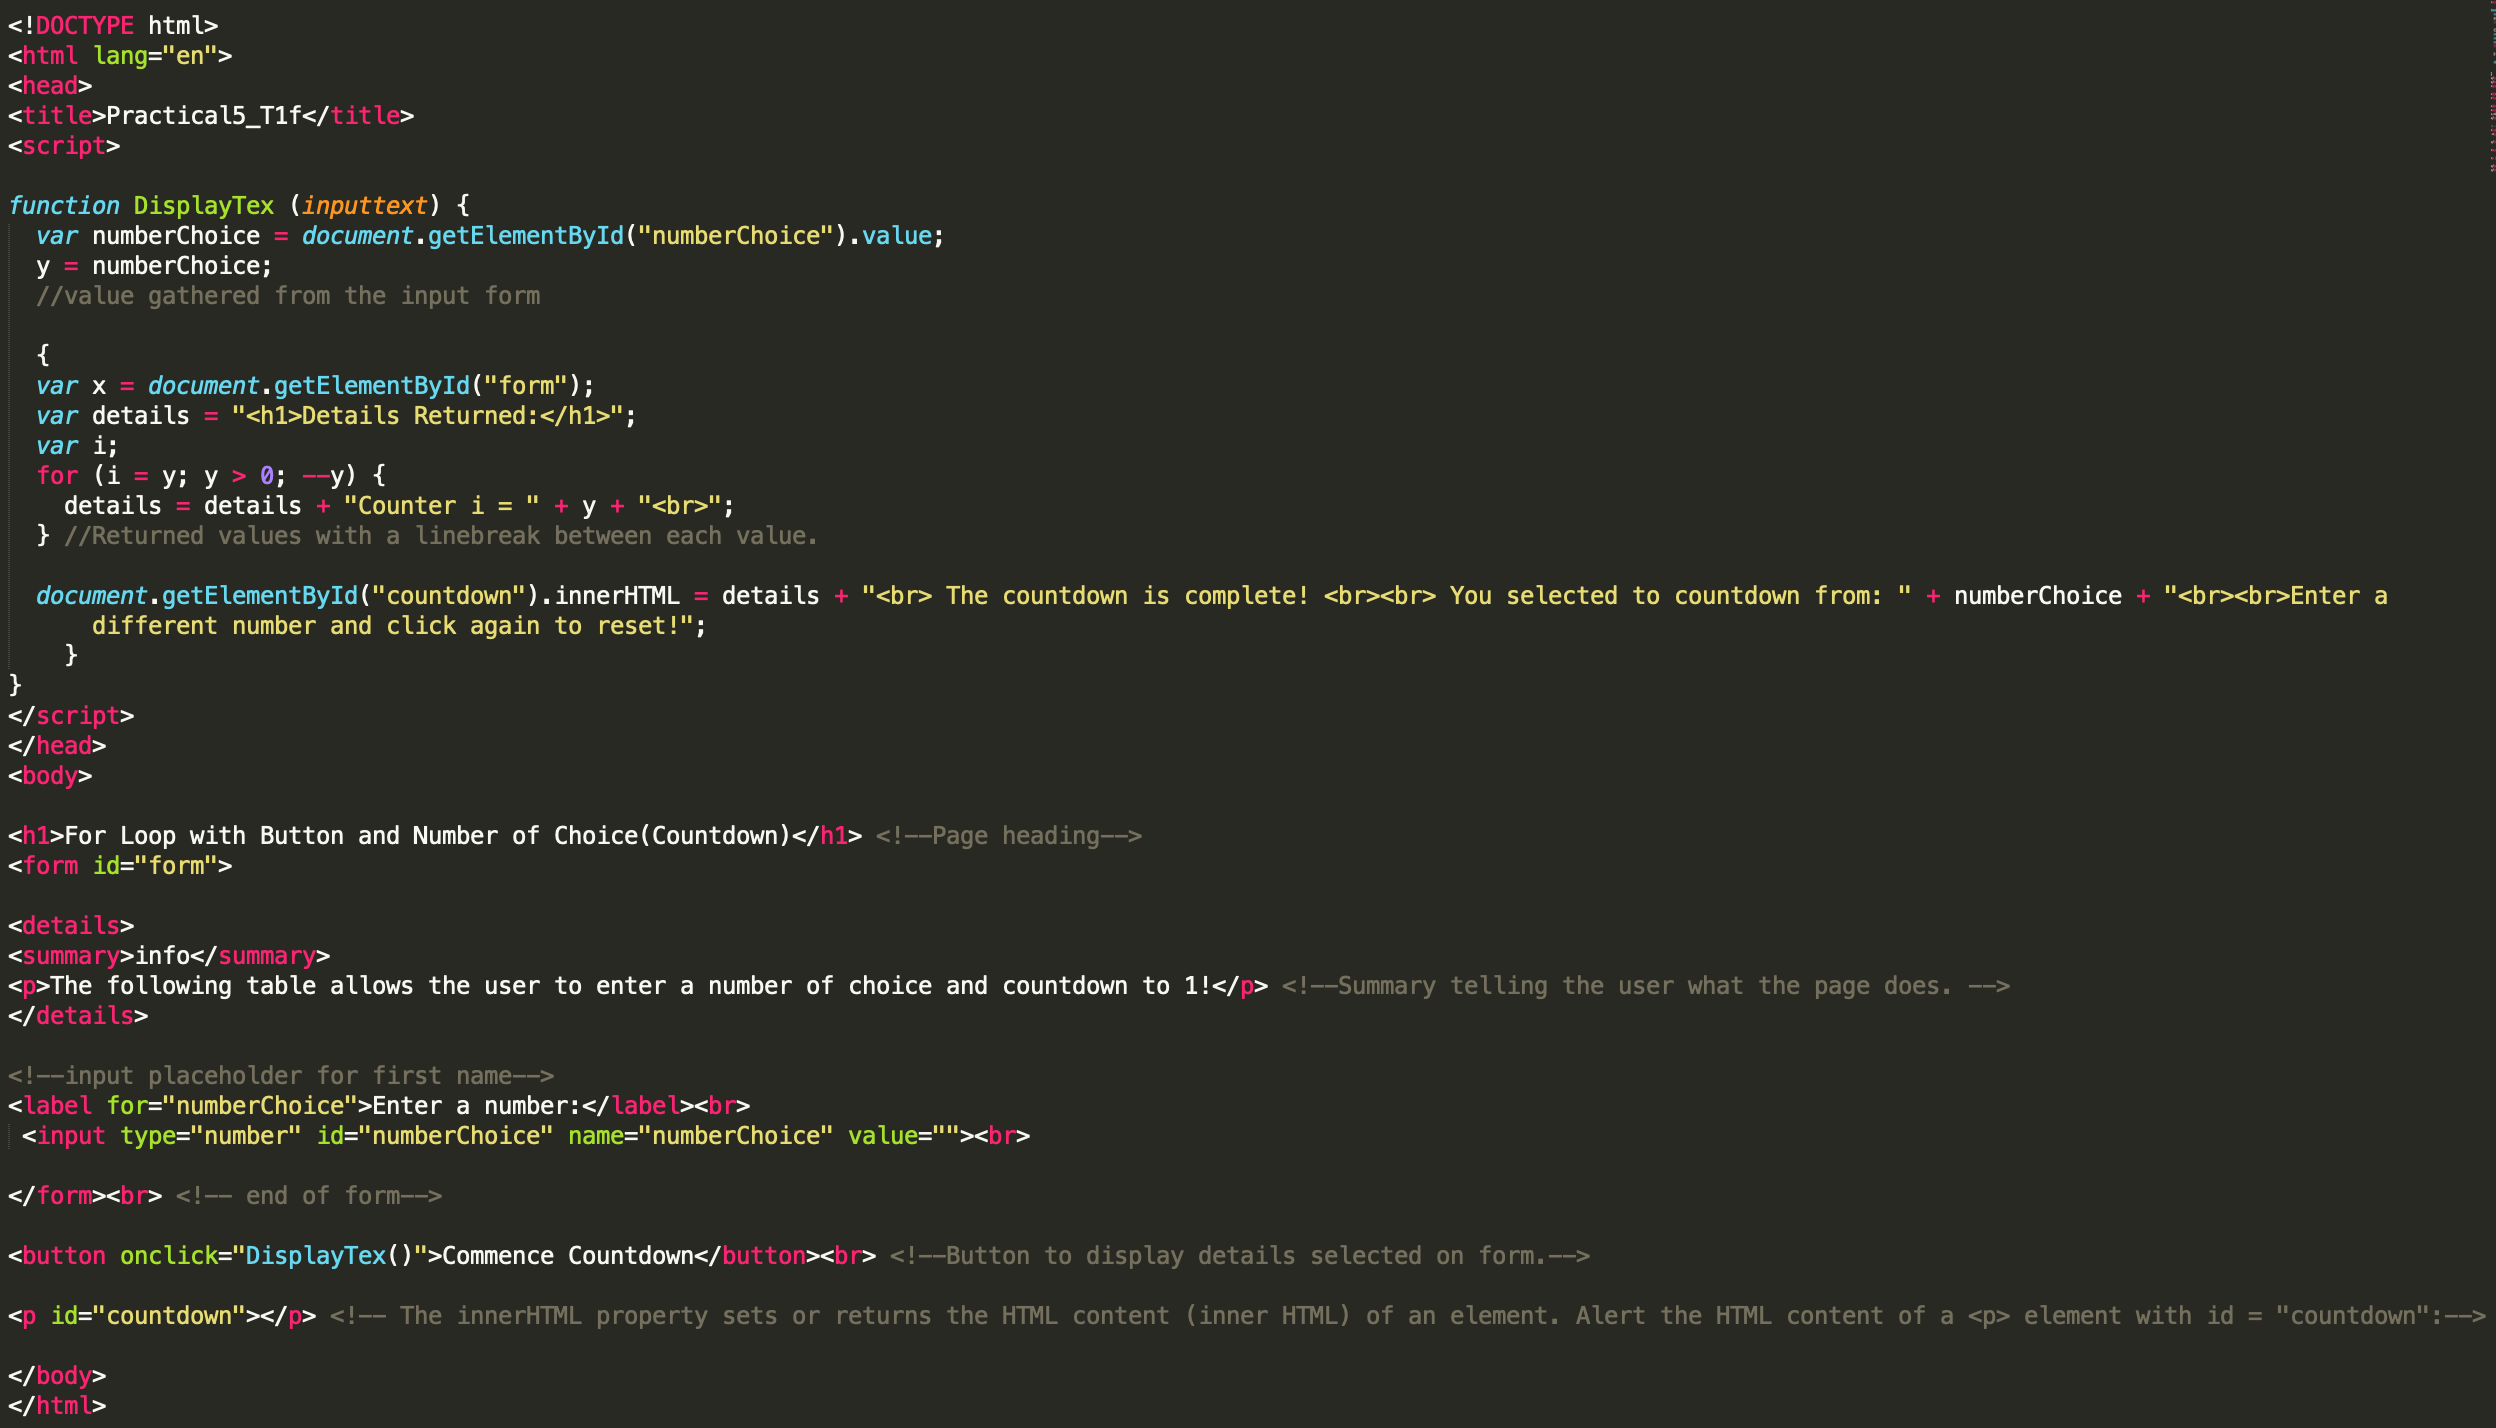 <!DOCTYPE html>
<html lang="en">
<head>
<title>Practical5_T1f</title>
<script>

function DisplayTex (inputtext) {
  var numberChoice = document.getElementById("numberChoice").value;
  y = numberChoice;
  //value gathered from the input form

  {
  var x = document.getElementById("form");
  var details = "<h1>Details Returned:</h1>";
  var i;
  for (i = y; y > 0; --y) {
    details = details + "Counter i = " + y + "<br>";
  } //Returned values with a linebreak between each value.

  document.getElementById("countdown").innerHTML = details + "<br> The countdown is complete! <br><br> You selected to countdown from: " + numberChoice + "<br><br>Enter a
      different number and click again to reset!";
    }
}
</script>
</head>
<body>

<h1>For Loop with Button and Number of Choice(Countdown)</h1> <!--Page heading-->
<form id="form">

<details>
<summary>info</summary>
<p>The following table allows the user to enter a number of choice and countdown to 1!</p> <!--Summary telling the user what the page does. -->
</details>

<!--input placeholder for first name-->
<label for="numberChoice">Enter a number:</label><br>
 <input type="number" id="numberChoice" name="numberChoice" value=""><br>

</form><br> <!-- end of form-->

<button onclick="DisplayTex()">Commence Countdown</button><br> <!--Button to display details selected on form.-->

<p id="countdown"></p> <!-- The innerHTML property sets or returns the HTML content (inner HTML) of an element. Alert the HTML content of a <p> element with id = "countdown":-->

</body>
</html>